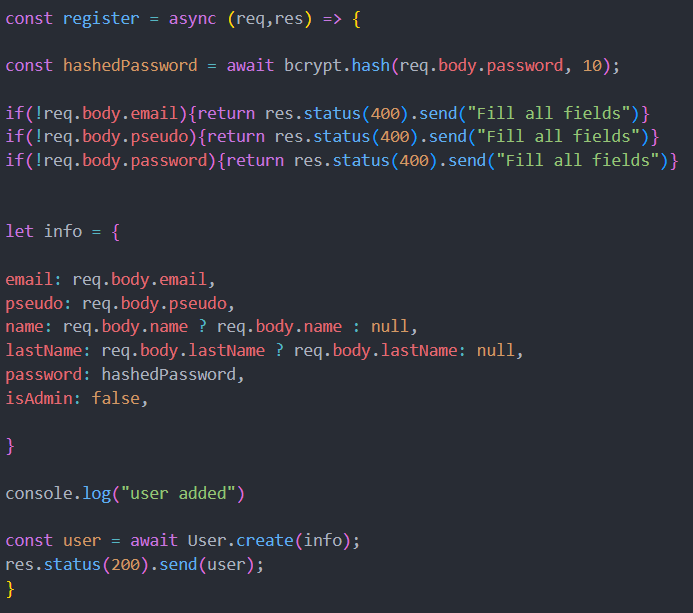 const register = async (req,res) => {
const hashedPassword = await bcrypt.hash(req.body.password, 10);
if(!req.body.email){return res.status(400).send("Fill all fields")}
if(!req.body.pseudo){return res.status(400).send("Fill all fields")}
if(!req.body.password){return res.status(400).send("Fill all fields")}
let info = {
email: req.body.email,
pseudo: req.body.pseudo,
name: req.body.name ? req.body.name : null,
lastName: req.body.lastName ? req.body.lastName: null,
password: hashedPassword,
isAdmin: false,
}
console.log("user added")
const user = await User.create(info);
res.status(200).send(user);
}